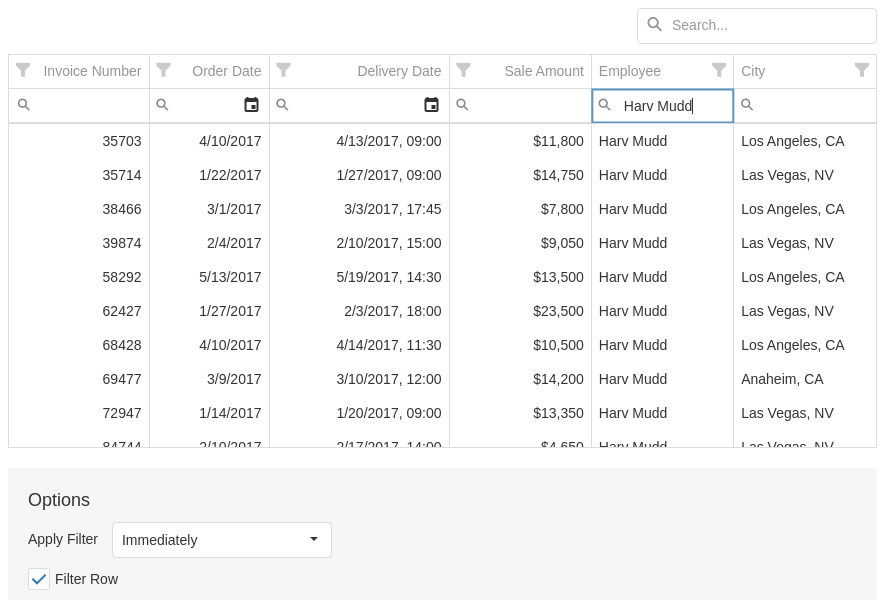 Search...
Invoice Number Order Date Delivery Date Sale Amount Employee City
Harv Mudd
35703 4/10/2017 4/13/2017, 09:00 $11,800 Harv Mudd Los Angeles, CA
35714 1/22/2017 1/27/2017, 09:00 $14,750 Harv Mudd Las Vegas, NV
38466 3/1/2017 3/3/2017, 17:45 $7,800 Harv Mudd Los Angeles, CA
39874 2/4/2017 2/10/2017, 15:00 $9,050 Harv Mudd Las Vegas, NV
58292 5/13/2017 5/19/2017, 14:30 $13,500 Harv Mudd Los Angeles, CA
62427 1/27/2017 2/3/2017, 18:00 $23,500 Harv Mudd Las Vegas, NV
68428 4/10/2017 4/14/2017, 11:30 $10,500 Harv Mudd Los Angeles, CA
69477 3/9/2017 3/10/2017, 12:00 $14,200 Harv Mudd Anaheim, CA
72947 1/14/2017 1/20/2017, 09:00 $13,350 Harv Mudd Las Vegas, NV
84744 2/10/2017 2/17/2017, 14:00 $4,650 Harv Mudd Las Vegas, NV
Options
Apply Filter Immediately
Filter Row